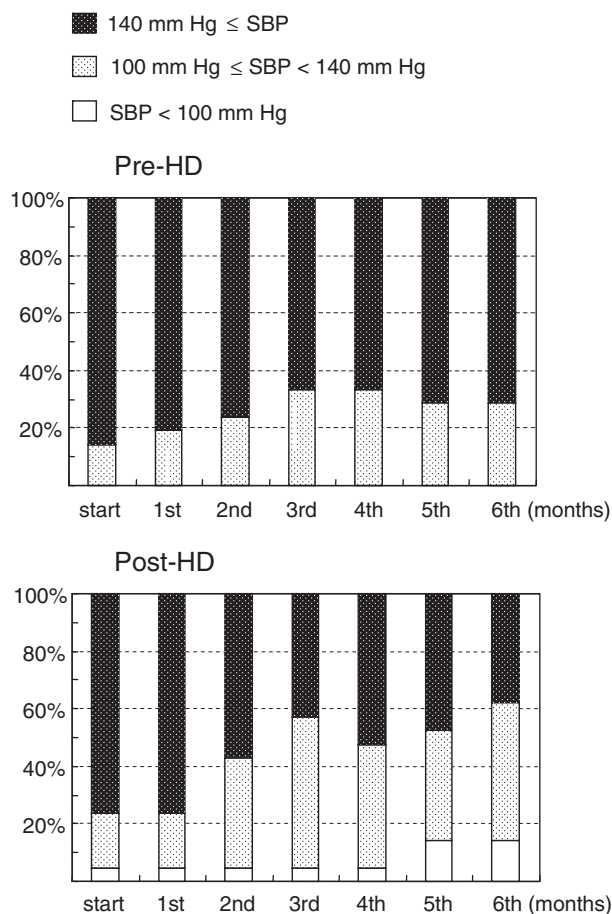 140 mm Hg ≤ SBP
100 mm Hg ≤ SBP < 140 mm Hg
SBP < 100 mm Hg
Pre-HD
100%
80%
60%
40%
20%
start 1st 2nd 3rd 4th 5th 6th (months)
Post-HD
100%
80%
60%
40%
20%
start 1st 2nd 3rd 4th 5th 6th (months)